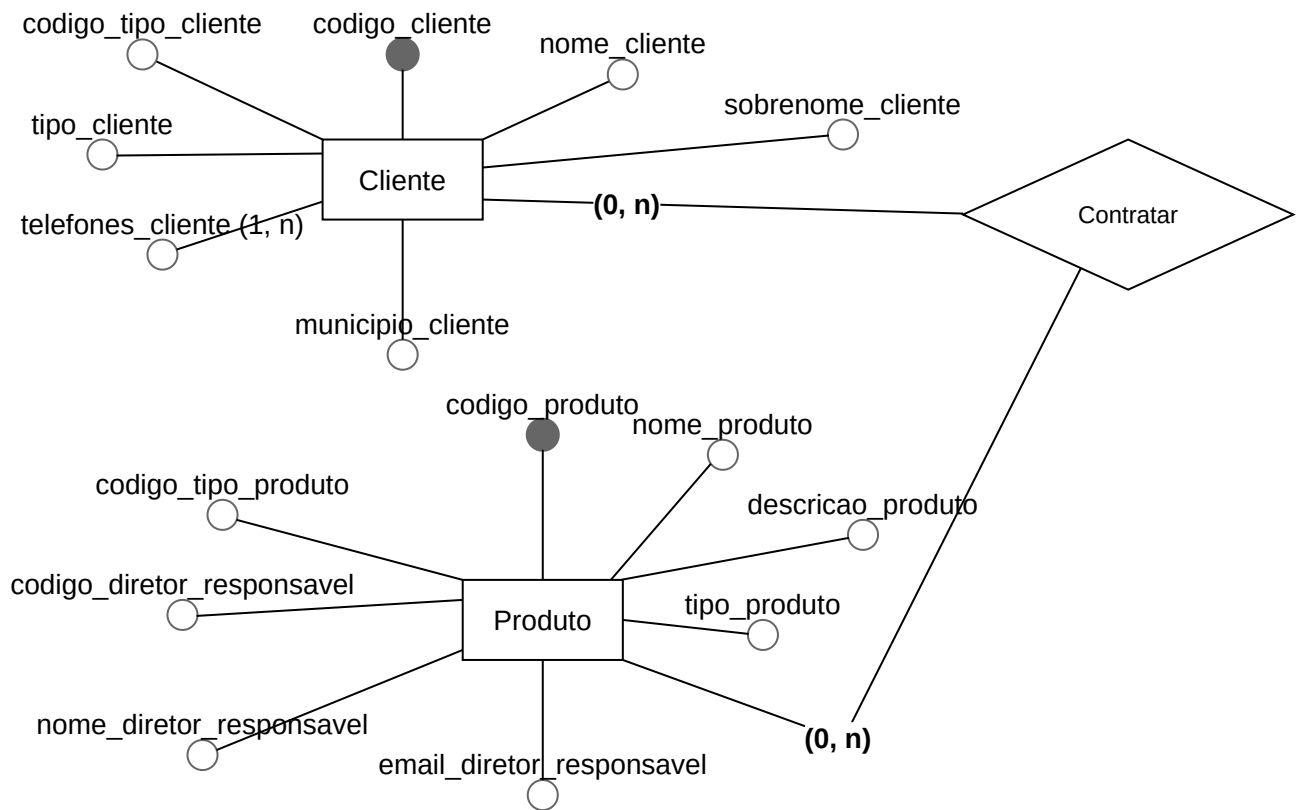 codigo_tipo_cliente
codigo_cliente
nome_cliente
sobrenome_cliente
tipo_cliente
Cliente
(0, n)
Contratar
telefones_cliente (1, n)
municipio_cliente
codigo_produto
nome_produto
codigo_tipo_produto
descricao_produto
codigo_diretor_responsavel
tipo_produto
Produto
nome_diretor_responsavel
(0, n)
email_diretor_responsavel